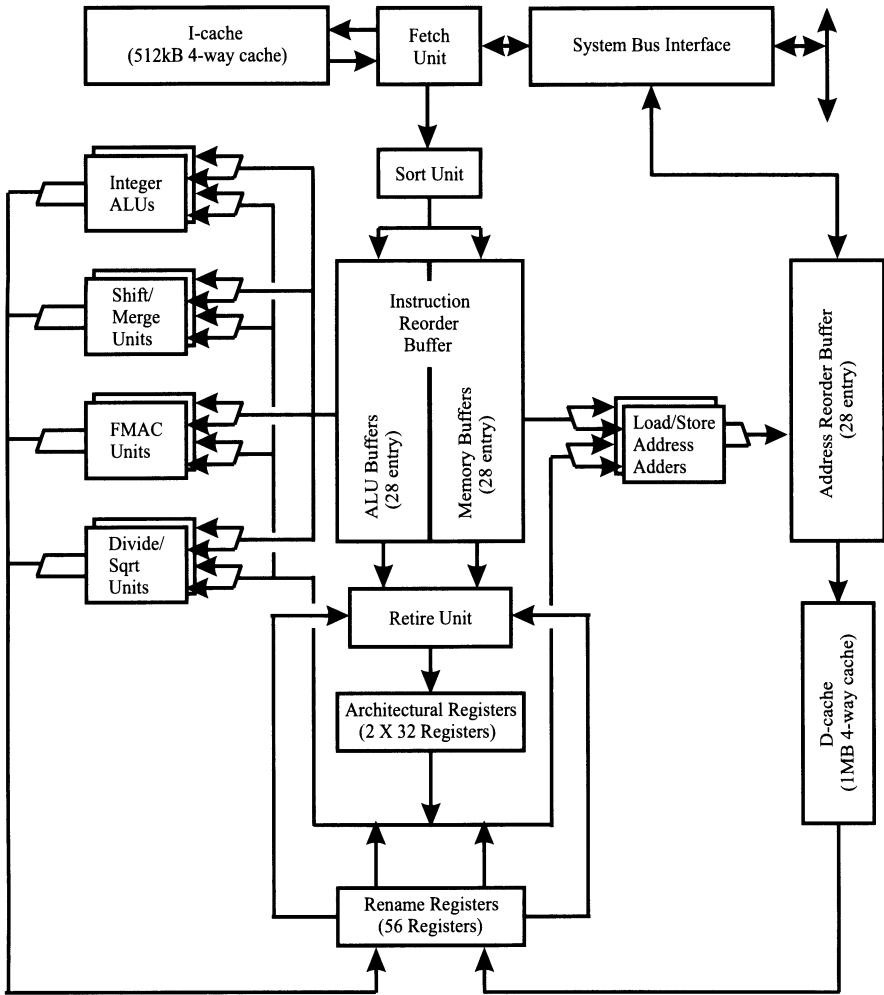 I-cache
(512kB 4-way cache)
Fetch
Unit
System Bus Interface
Sort Unit
Integer
ALUs
Shift/
Merge
Units
FMAC
Units
Divide/
Sqrt
Units
Instruction
Reorder
Buffer
ALU Buffers
(28 entry)
Memory Buffers
(28 entry)
Load/Store
Address
Adders
Address Reorder Buffer
(28 entry)
Retire Unit
Architectural Registers
(2 X 32 Registers)
D-cache
(1MB 4-way cache)
Rename Registers
(56 Registers)